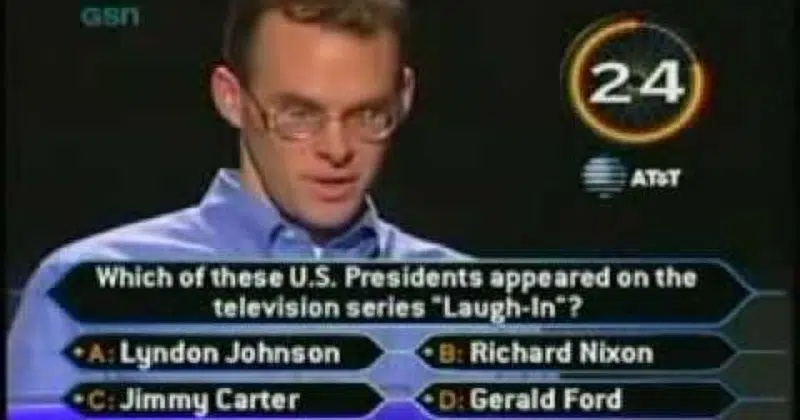 GSN
24
AT&T
Which of these U.S. Presidents appeared on the
television series "Laugh-In"?
A: Lyndon Johnson
B: Richard Nixon
C: Jimmy Carter
D: Gerald Ford